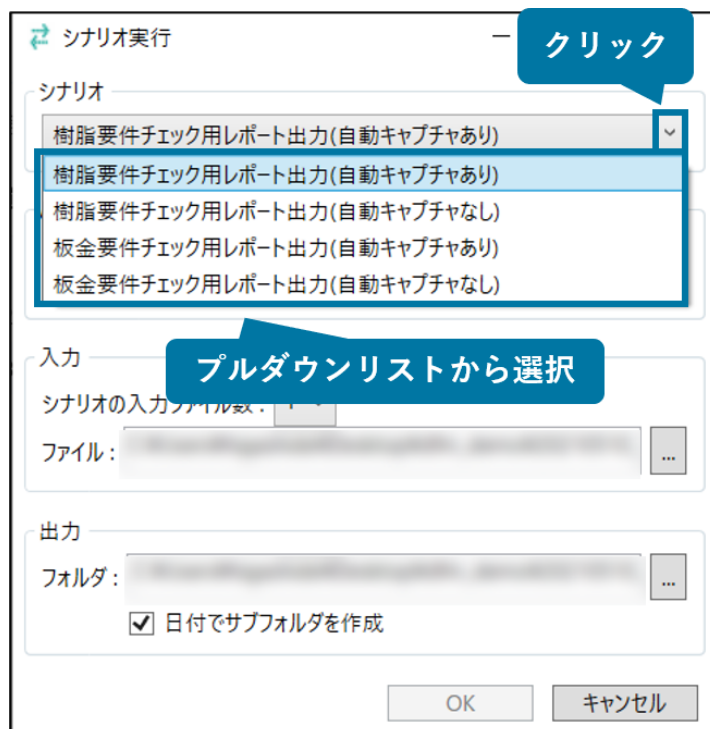 シナリオ実行
クリック
シナリオ
樹脂要件チェック用レポート出力(自動キャプチャあり)
樹脂要件チェック用レポート出力(自動キャプチャあり)
樹脂要件チェック用レポート出力(自動キャプチャなし)
板金要件チェック用レポート出力(自動キャプチャあり)
板金要件チェック用レポート出力(自動キャプチャなし)
プルダウンリストから選択
入力
シナリオの入力ファイル数 :
ファイル :
...
出力
フォルダ :
...
日付でサブフォルダを作成
OK
キャンセル